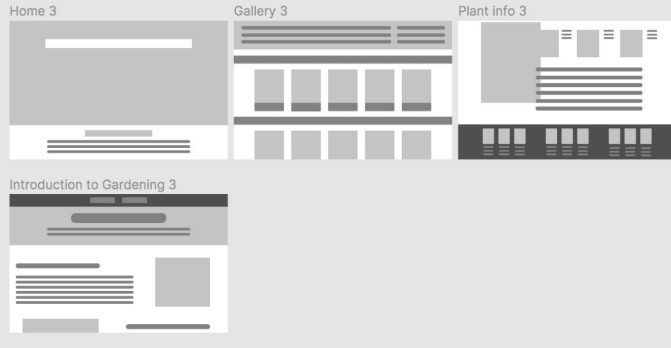 Home 3
Gallery 3
Plant info 3
Introduction to Gardening 3